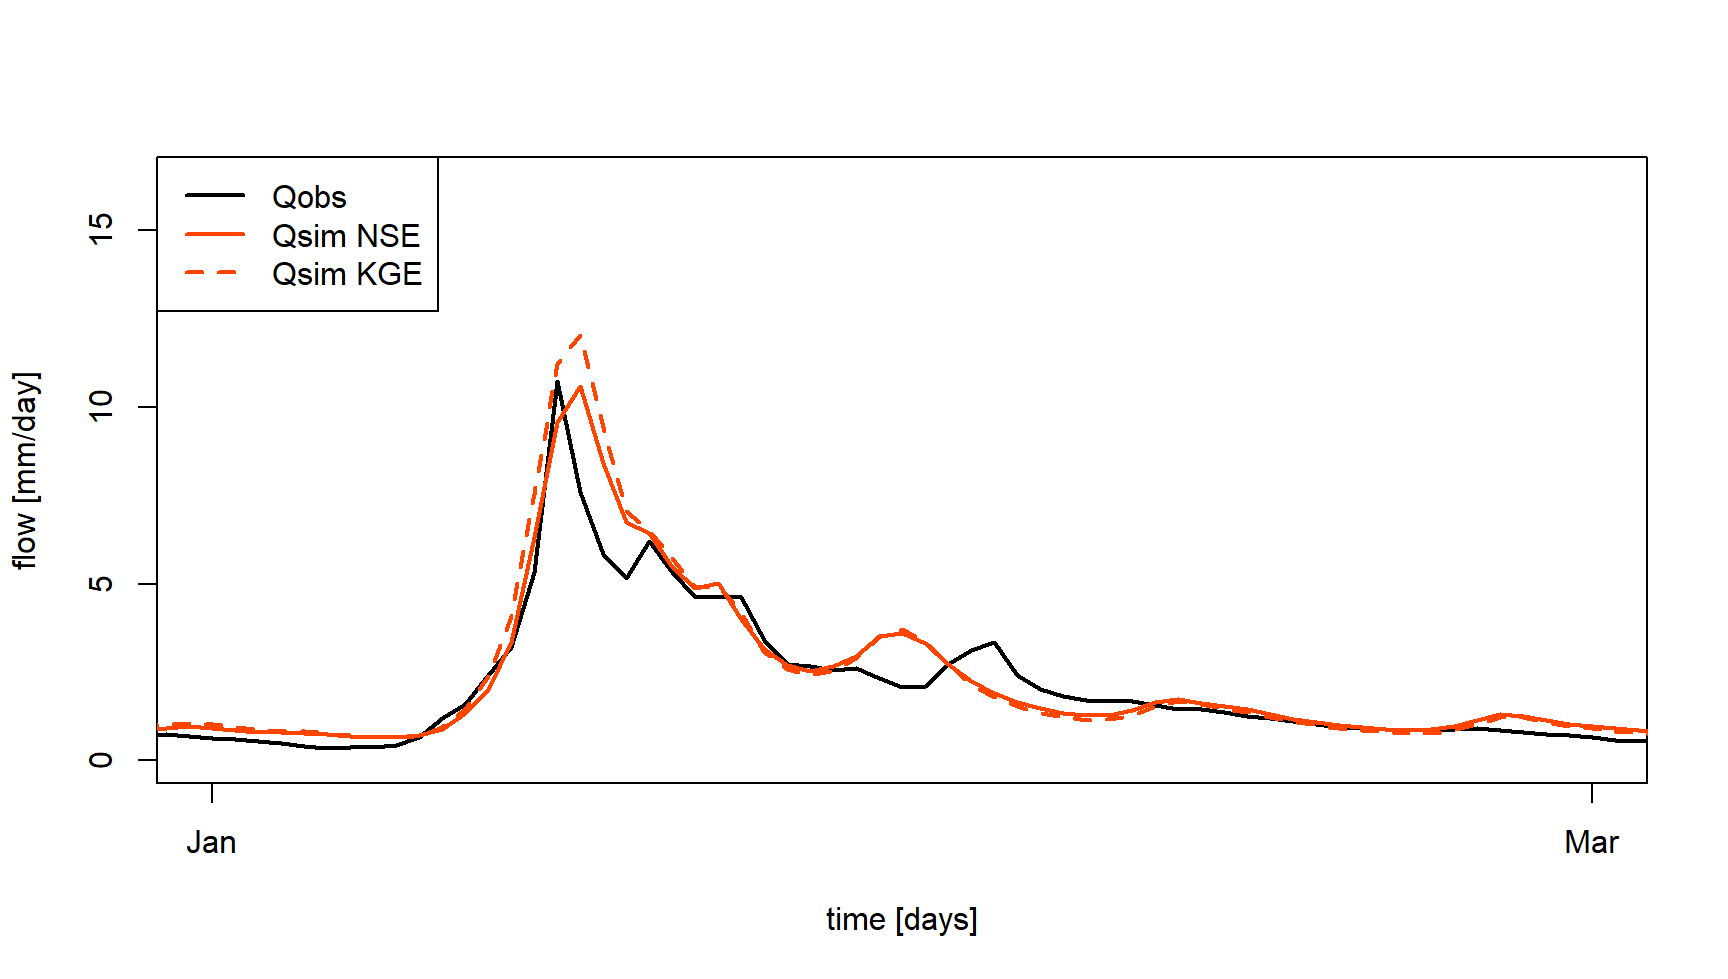 Qobs
Qsim NSE
Qsim KGE
15
10
5
0
flow [mm/day]
Jan
Mar
time [days]